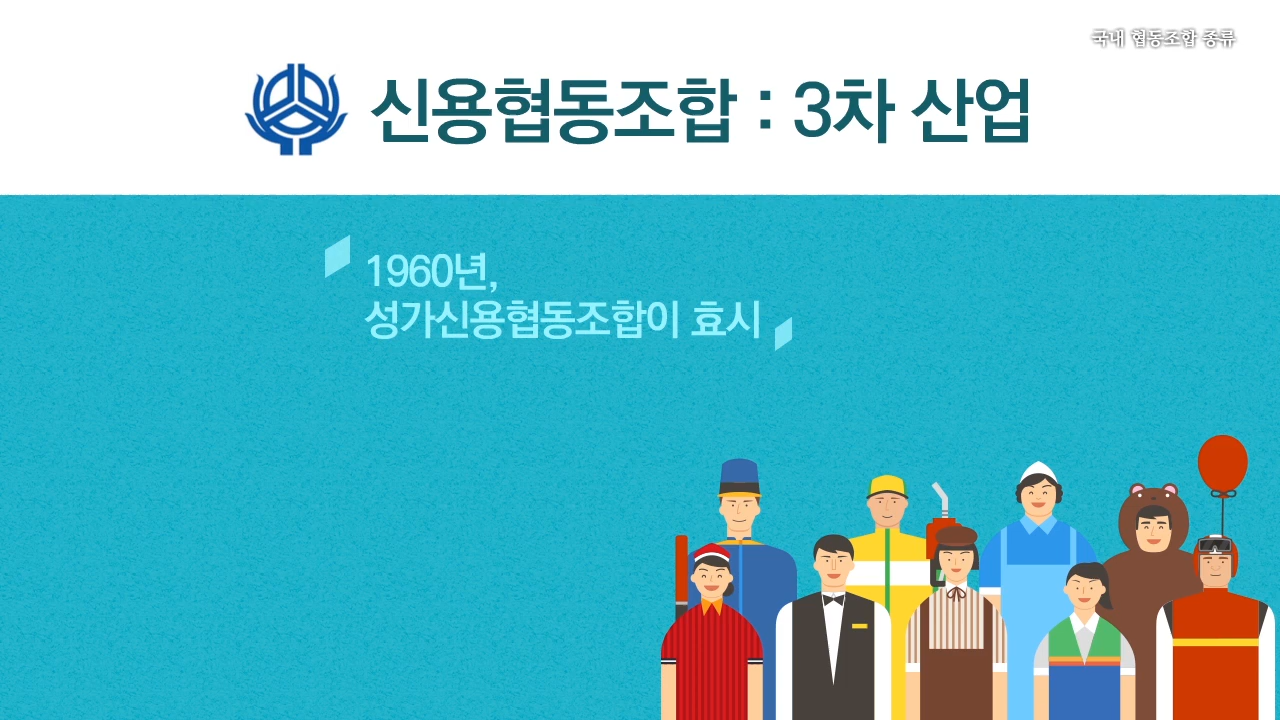 국내 협동조합 종류
신용협동조합 : 3차 산업
1960년,
성가신용협동조합이 효시